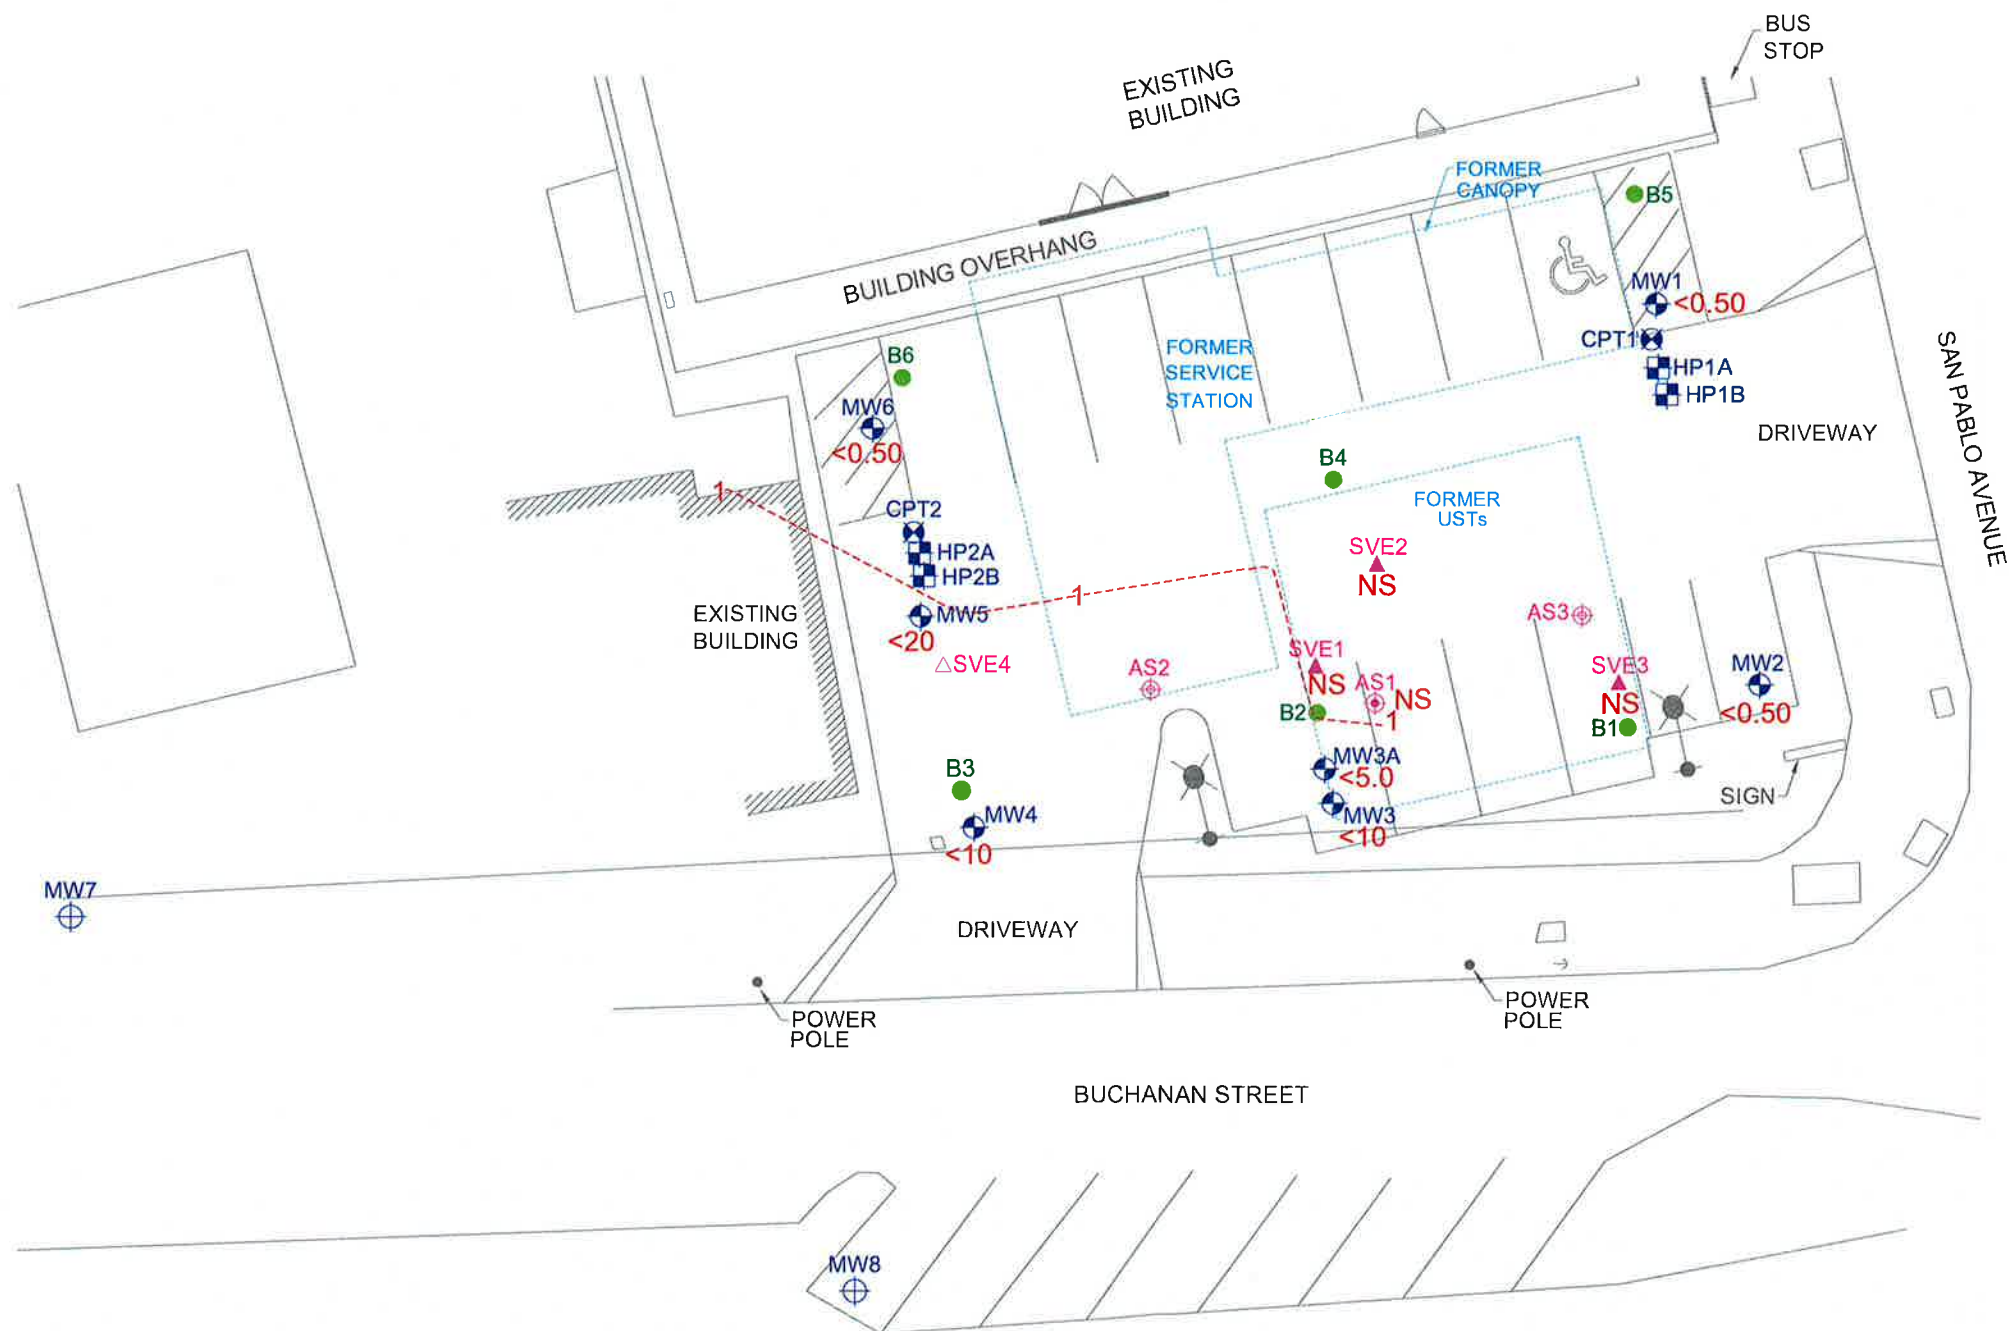 BUS
STOP
EXISTING
BUILDING
FORMER
CANOPY
B5
BUILDING OVERHANG
MW1
<0.50
CPT1
HP1A
HP1B
FORMER
SERVICE
STATION
B6
MW6
<0.50
SAN PABLO AVENUE
DRIVEWAY
B4
FORMER
USTs
1
CPT2
HP2A
HP2B
SVE2
NS
1
MW5
<20
EXISTING
BUILDING
AS3
SVE4
AS2
SVE1
NS
AS1
NS
SVE3
NS
MW2
<0.50
B2
1
B1
MW3A
<5.0
B3
MW4
<10
MW3
<10
SIGN
MW7
DRIVEWAY
POWER
POLE
POWER
POLE
BUCHANAN STREET
MW8